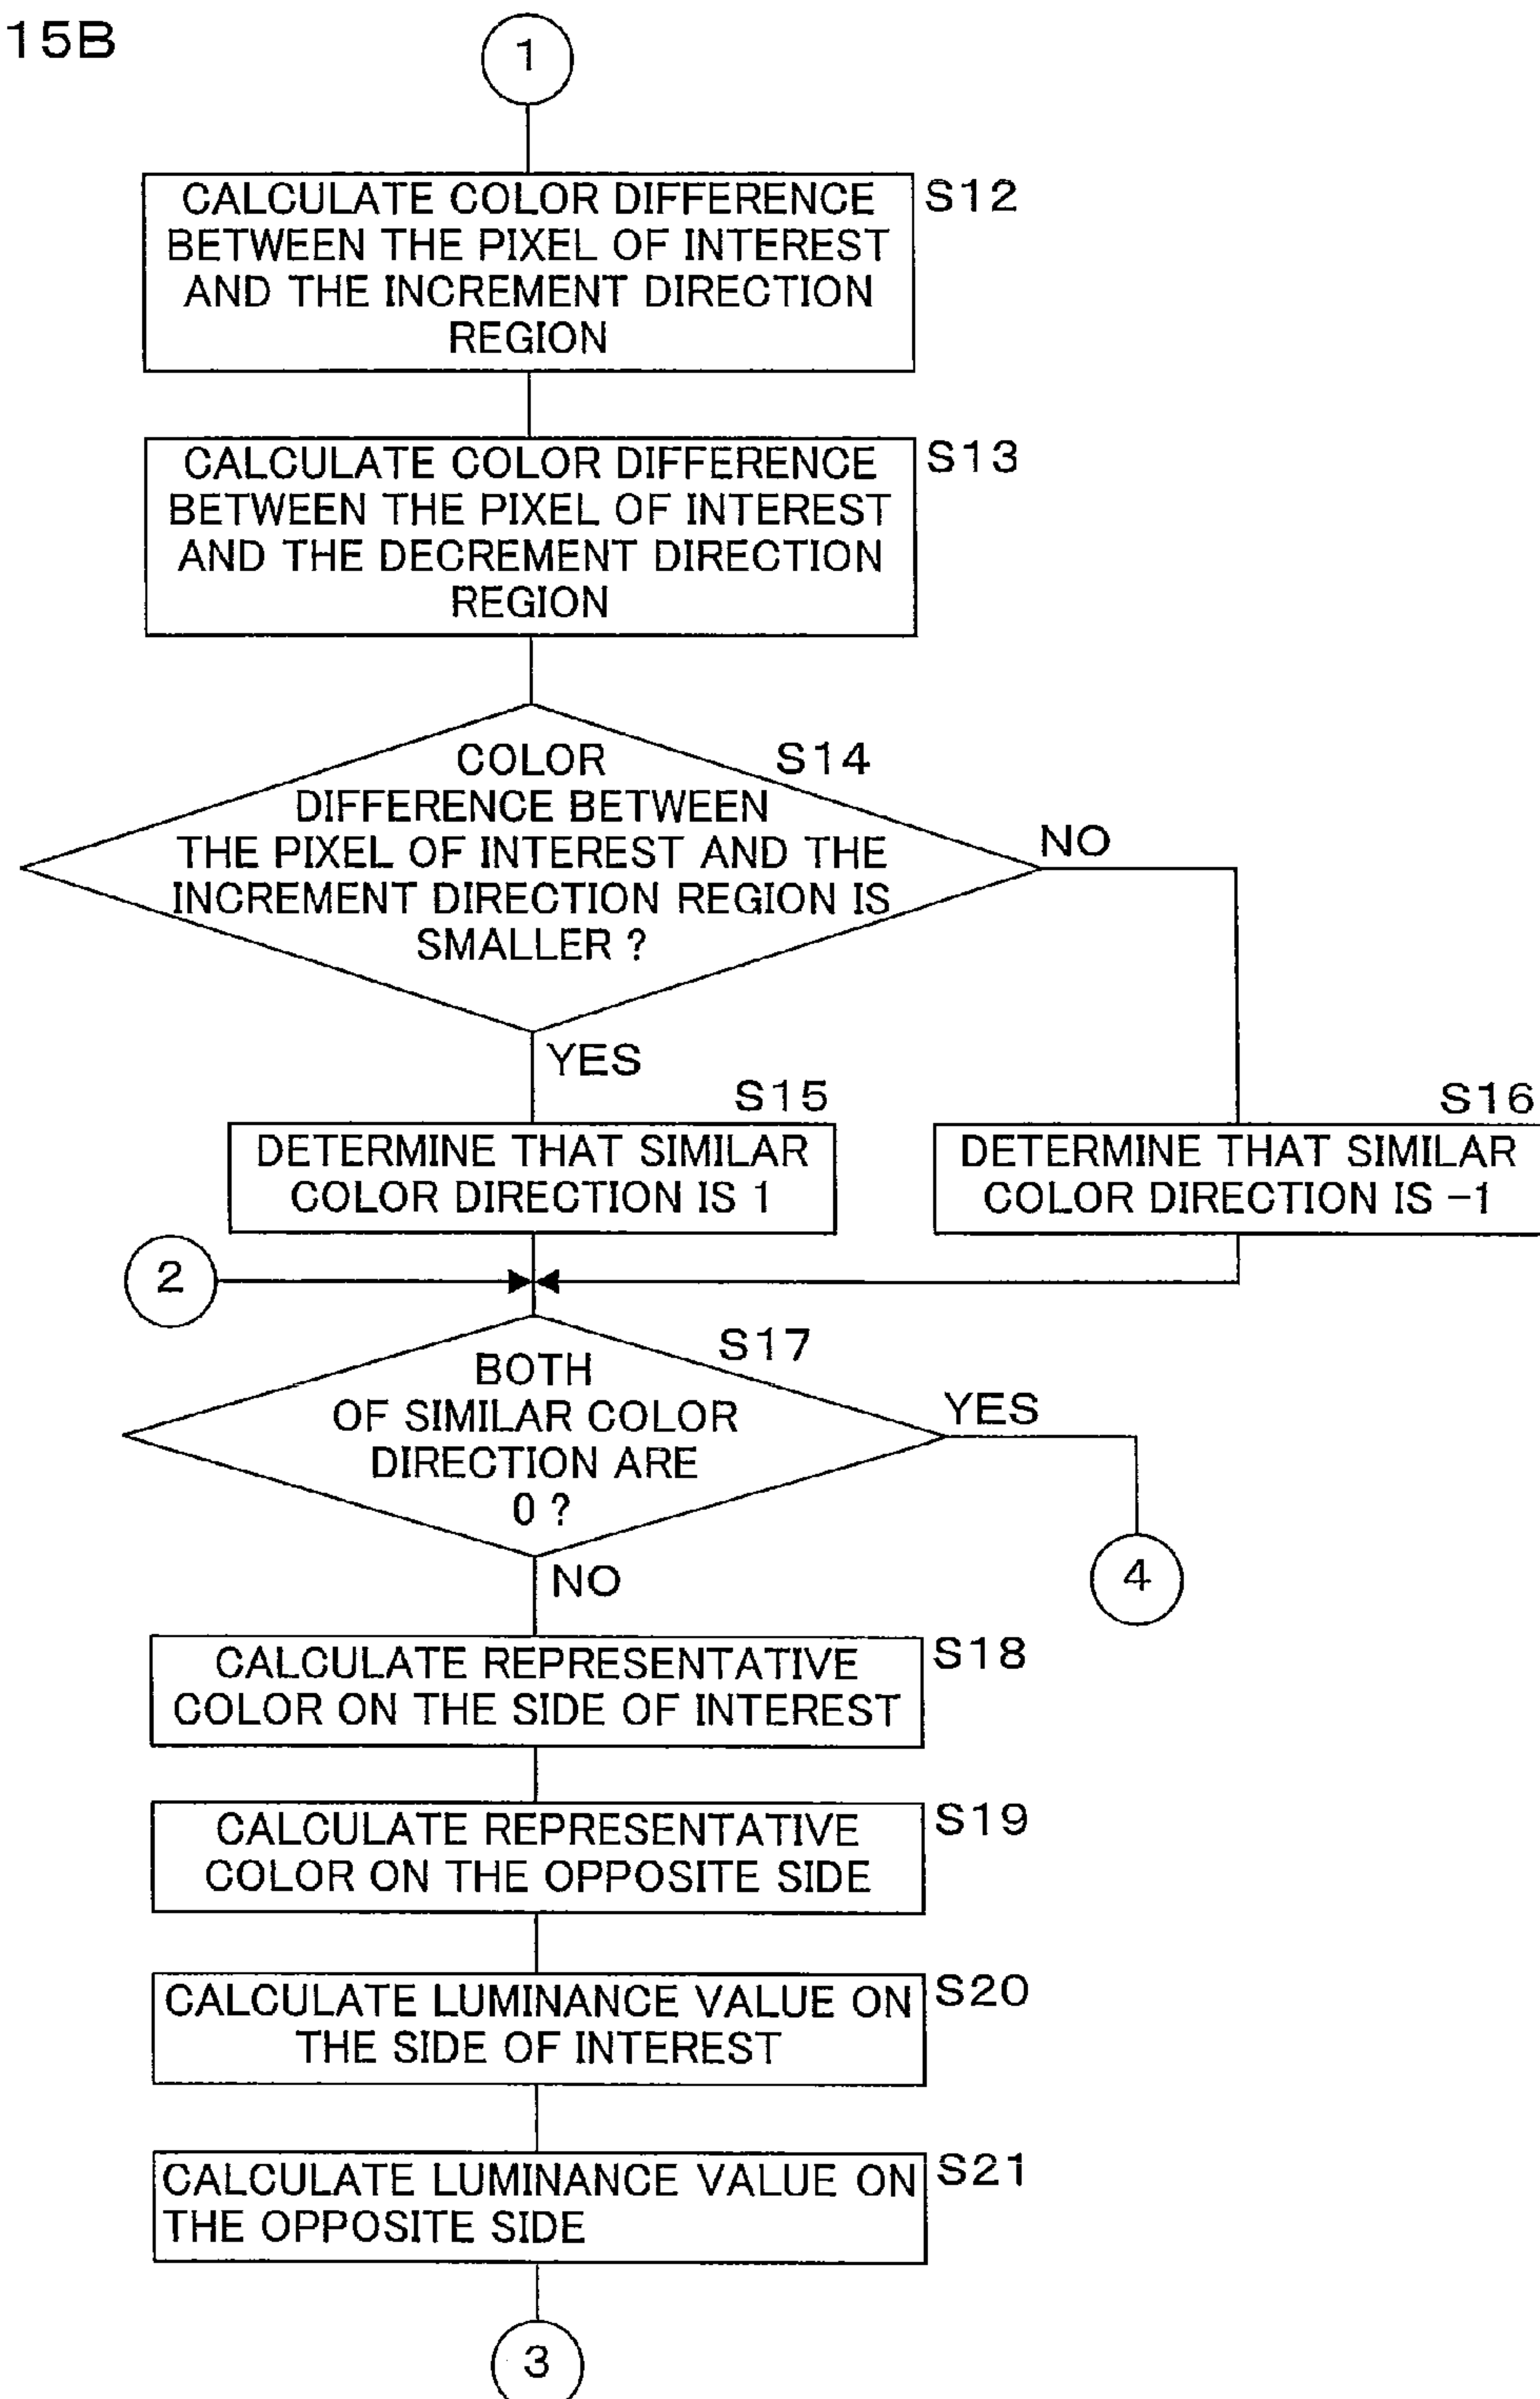 15B
1
CALCULATE COLOR DIFFERENCE
BETWEEN THE PIXEL OF INTEREST
AND THE INCREMENT DIRECTION
REGION
S12
CALCULATE COLOR DIFFERENCE
BETWEEN THE PIXEL OF INTEREST
AND THE DECREMENT DIRECTION
REGION
S13
S14
COLOR
DIFFERENCE BETWEEN
THE PIXEL OF INTEREST AND THE
INCREMENT DIRECTION REGION IS
SMALLER ?
NO
YES
S15
DETERMINE THAT SIMILAR
COLOR DIRECTION IS 1
S16
DETERMINE THAT SIMILAR
COLOR DIRECTION IS -1
2
S17
BOTH
OF SIMILAR COLOR
DIRECTION ARE
0 ?
YES
4
NO
CALCULATE REPRESENTATIVE
COLOR ON THE SIDE OF INTEREST
S18
CALCULATE REPRESENTATIVE
COLOR ON THE OPPOSITE SIDE
S19
CALCULATE LUMINANCE VALUE ON
THE SIDE OF INTEREST
S20
CALCULATE LUMINANCE VALUE ON
THE OPPOSITE SIDE
S21
3